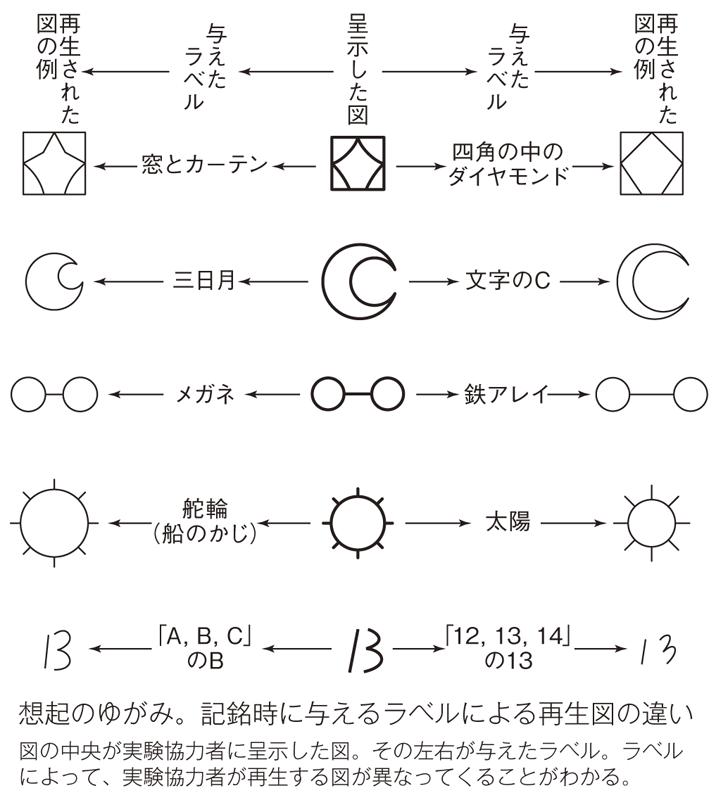 再生された
図の例
与えた
ラベル
呈示した図
与えた
ラベル
再生された
図の例
窓とカーテン
四角の中の
ダイヤモンド
三日月
文字のC
メガネ
鉄アレイ
舵輪
(船のかじ)
太陽
13
「A, B, C」
のB
13
「12, 13, 14」
の13
13
想起のゆがみ。記銘時に与えるラベルによる再生図の違い
図の中央が実験協力者に呈示した図。その左右が与えたラベル。ラベル
によって、実験協力者が再生する図が異なってくることがわかる。